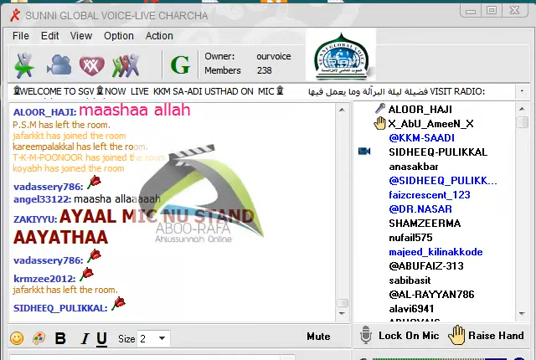 SUNNI GLOBAL VOICE-LIVE CHARCHA
File Edit View Option Action
G
Owner: ourvoice
Members 238
WELCOME TO SGV NOW LIVE KKM SA-ADI USTHAD ON MIC فضيلة ليلة البرأآلة وما يعمل فيها VISIT RADIO:
ALOOR_HAJI: maashaa allah
P.S.M has left the room.
jafarkkt has joined the room
kareempalakkal has left the room.
T-K-M-POONOOR has joined the room
koyabh has joined the room
vadassery786:
angel33122: maasha allaaaaah
ZAKIYYU: AYAAL MIC NU STAND
AAYATHAA
ABOO-RAFA
Ahlussunnah Online
vadassery786:
krmzee2012:
jafarkkt has left the room.
SIDHEEQ_PULIKKAL:
ALOOR_HAJI
X_AbU_AmeeN_X
@KKM-SAADI
SIDHEEQ-PULIKKAL
anasakbar
@SIDHEEQ_PULIKK...
faizcrescent_123
@DR.NASAR
SHAMZEERMA
nufail575
majeed_kilinakkode
@ABUFAIZ-313
sabibasit
@AL-RAYYAN786
alavi6941
B I U Size 2 Mute
Lock On Mic Raise Hand